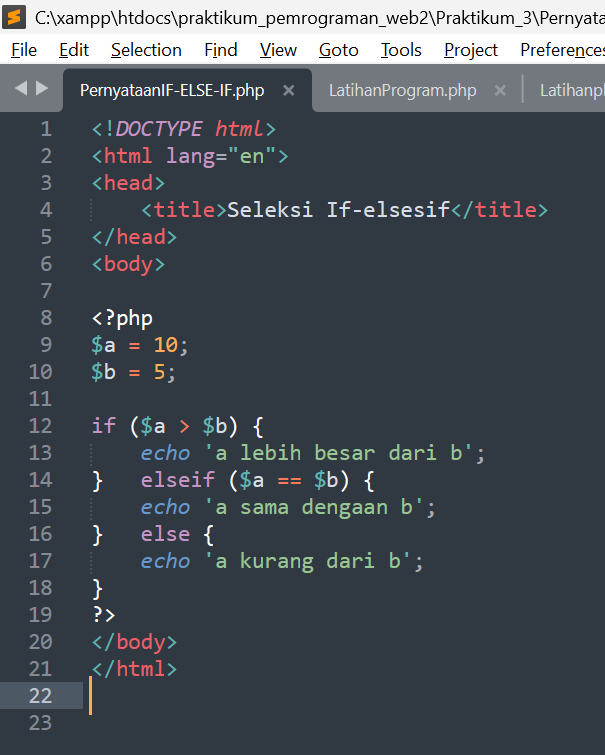 C:\xampp\htdocs\praktikum_pemrograman_web2\Praktikum_3\Pernyata
File Edit Selection Find View Goto Tools Project Preferences
PernyataanIF-ELSE-IF.php × LatihanProgram.php × Latihanp
1 <!DOCTYPE html>
2 <html lang="en">
3 <head>
4 <title>Seleksi If-elsesif</title>
5 </head>
6 <body>
7
8 <?php
9 $a = 10;
10 $b = 5;
11
12 if ($a > $b) {
13 echo 'a lebih besar dari b';
14 } elseif ($a == $b) {
15 echo 'a sama dengaan b';
16 } else {
17 echo 'a kurang dari b';
18 }
19 ?>
20 </body>
21 </html>
22
23